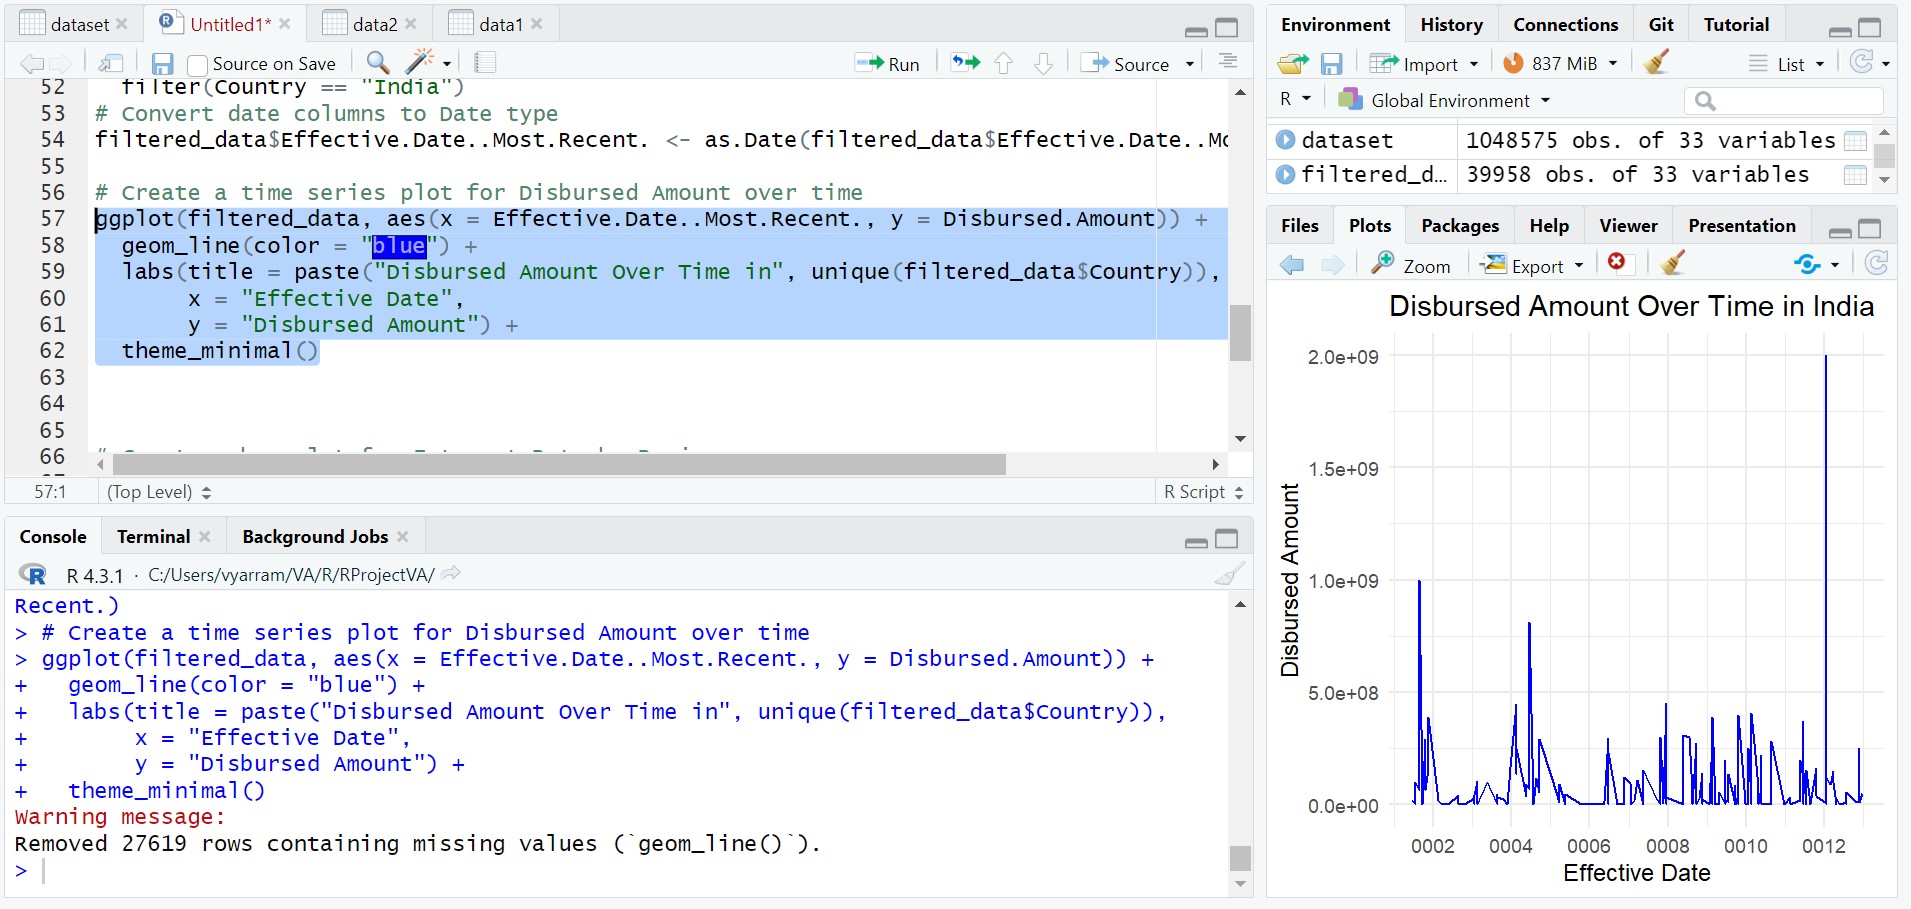 dataset Untitled1* data2 data1
Source on Save Run Source
52 filter(Country == "India")
53 # Convert date columns to Date type
54 filtered_data$Effective.Date..Most.Recent. <- as.Date(filtered_data$Effective.Date..Mo
55
56 # Create a time series plot for Disbursed Amount over time
57 ggplot(filtered_data, aes(x = Effective.Date..Most.Recent., y = Disbursed.Amount)) +
58 geom_line(color = "blue") +
59 labs(title = paste("Disbursed Amount Over Time in", unique(filtered_data$Country)),
60 x = "Effective Date",
61 y = "Disbursed Amount") +
62 theme_minimal()
63
64
65
66
57:1 (Top Level) R Script
Console Terminal Background Jobs
R R 4.3.1 · C:/Users/vyarram/VA/R/RProjectVA/
Recent.)
> # Create a time series plot for Disbursed Amount over time
> ggplot(filtered_data, aes(x = Effective.Date..Most.Recent., y = Disbursed.Amount)) +
+ geom_line(color = "blue") +
+ labs(title = paste("Disbursed Amount Over Time in", unique(filtered_data$Country)),
+ x = "Effective Date",
+ y = "Disbursed Amount") +
+ theme_minimal()
Warning message:
Removed 27619 rows containing missing values (`geom_line()`).
>
Environment History Connections Git Tutorial
Import 837 MiB List
R Global Environment
dataset 1048575 obs. of 33 variables
filtered_d... 39958 obs. of 33 variables
Files Plots Packages Help Viewer Presentation
Zoom Export
Disbursed Amount Over Time in India
Disbursed Amount
2.0e+09
1.5e+09
1.0e+09
5.0e+08
0.0e+00
0002 0004 0006 0008 0010 0012
Effective Date